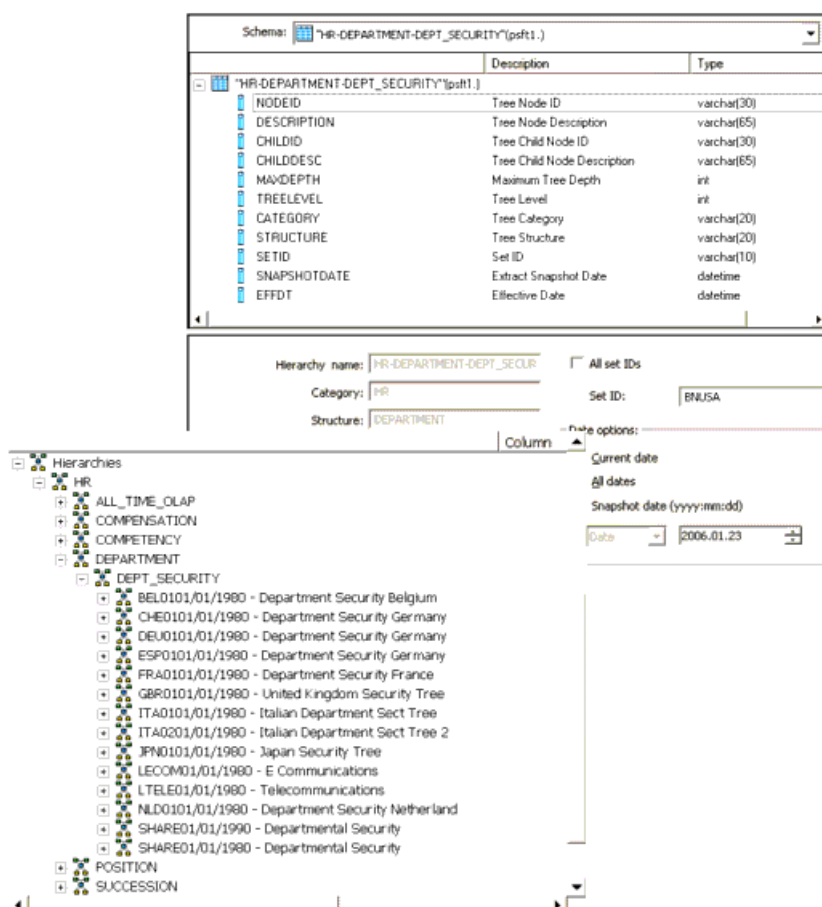 Schema: "HR-DEPARTMENT-DEPT_SECURITY"(psft1.)
Description Type
"HR-DEPARTMENT-DEPT_SECURITY"(psft1.)
NODEID Tree Node ID varchar(30)
DESCRIPTION Tree Node Description varchar(65)
CHILDID Tree Child Node ID varchar(30)
CHILDDESC Tree Child Node Description varchar(65)
MAXDEPTH Maximum Tree Depth int
TREELEVEL Tree Level int
CATEGORY Tree Category varchar(20)
STRUCTURE Tree Structure varchar(20)
SETID Set ID varchar(10)
SNAPSHOTDATE Extract Snapshot Date datetime
EFFDT Effective Date datetime
Hierarchy name: HR-DEPARTMENT-DEPT_SECUR All set IDs
Category: HR Set ID: BNUSA
Structure: DEPARTMENT Date options:
Column
Current date
All dates
Snapshot date (yyyy:mm:dd)
Date 2006.01.23
Hierarchies
HR
ALL_TIME_OLAP
COMPENSATION
COMPETENCY
DEPARTMENT
DEPT_SECURITY
BEL0101/01/1980 - Department Security Belgium
CHE0101/01/1980 - Department Security Germany
DEU0101/01/1980 - Department Security Germany
ESP0101/01/1980 - Department Security Germany
FRA0101/01/1980 - Department Security France
GBR0101/01/1980 - United Kingdom Security Tree
ITA0101/01/1980 - Italian Department Sect Tree
ITA0201/01/1980 - Italian Department Sect Tree 2
JPN0101/01/1980 - Japan Security Tree
LECOM01/01/1980 - E Communications
LTELE01/01/1980 - Telecommunications
NLD0101/01/1980 - Department Security Netherland
SHARE01/01/1990 - Departmental Security
SHARE01/01/1980 - Departmental Security
POSITION
SUCCESSION